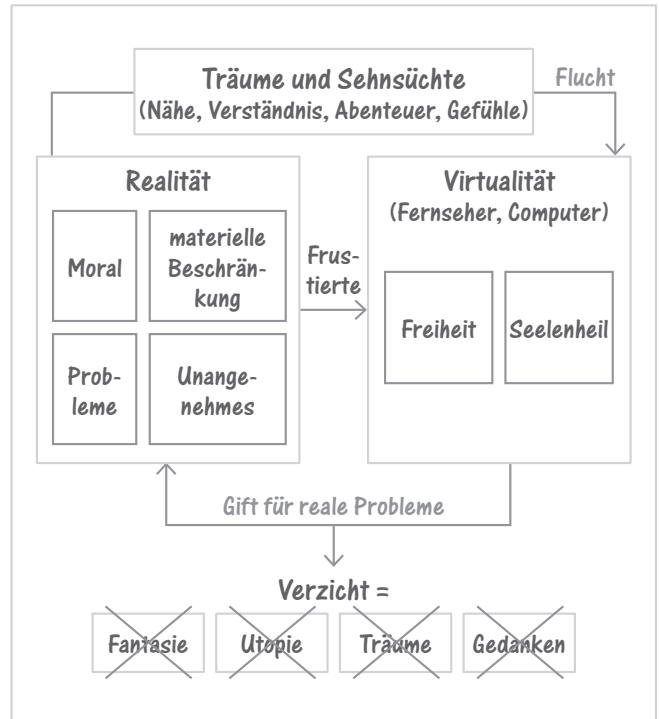 Träume und Sehnsüchte
(Nähe, Verständnis, Abenteuer, Gefühle)
Flucht
Realität
Moral
materielle
Beschrän-
kung
Prob-
leme
Unange-
nehmes
Frus-
tierte
Virtualität
(Fernseher, Computer)
Freiheit
Seelenheil
Gift für reale Probleme
Verzicht =
Fantasie
Utopie
Träume
Gedanken